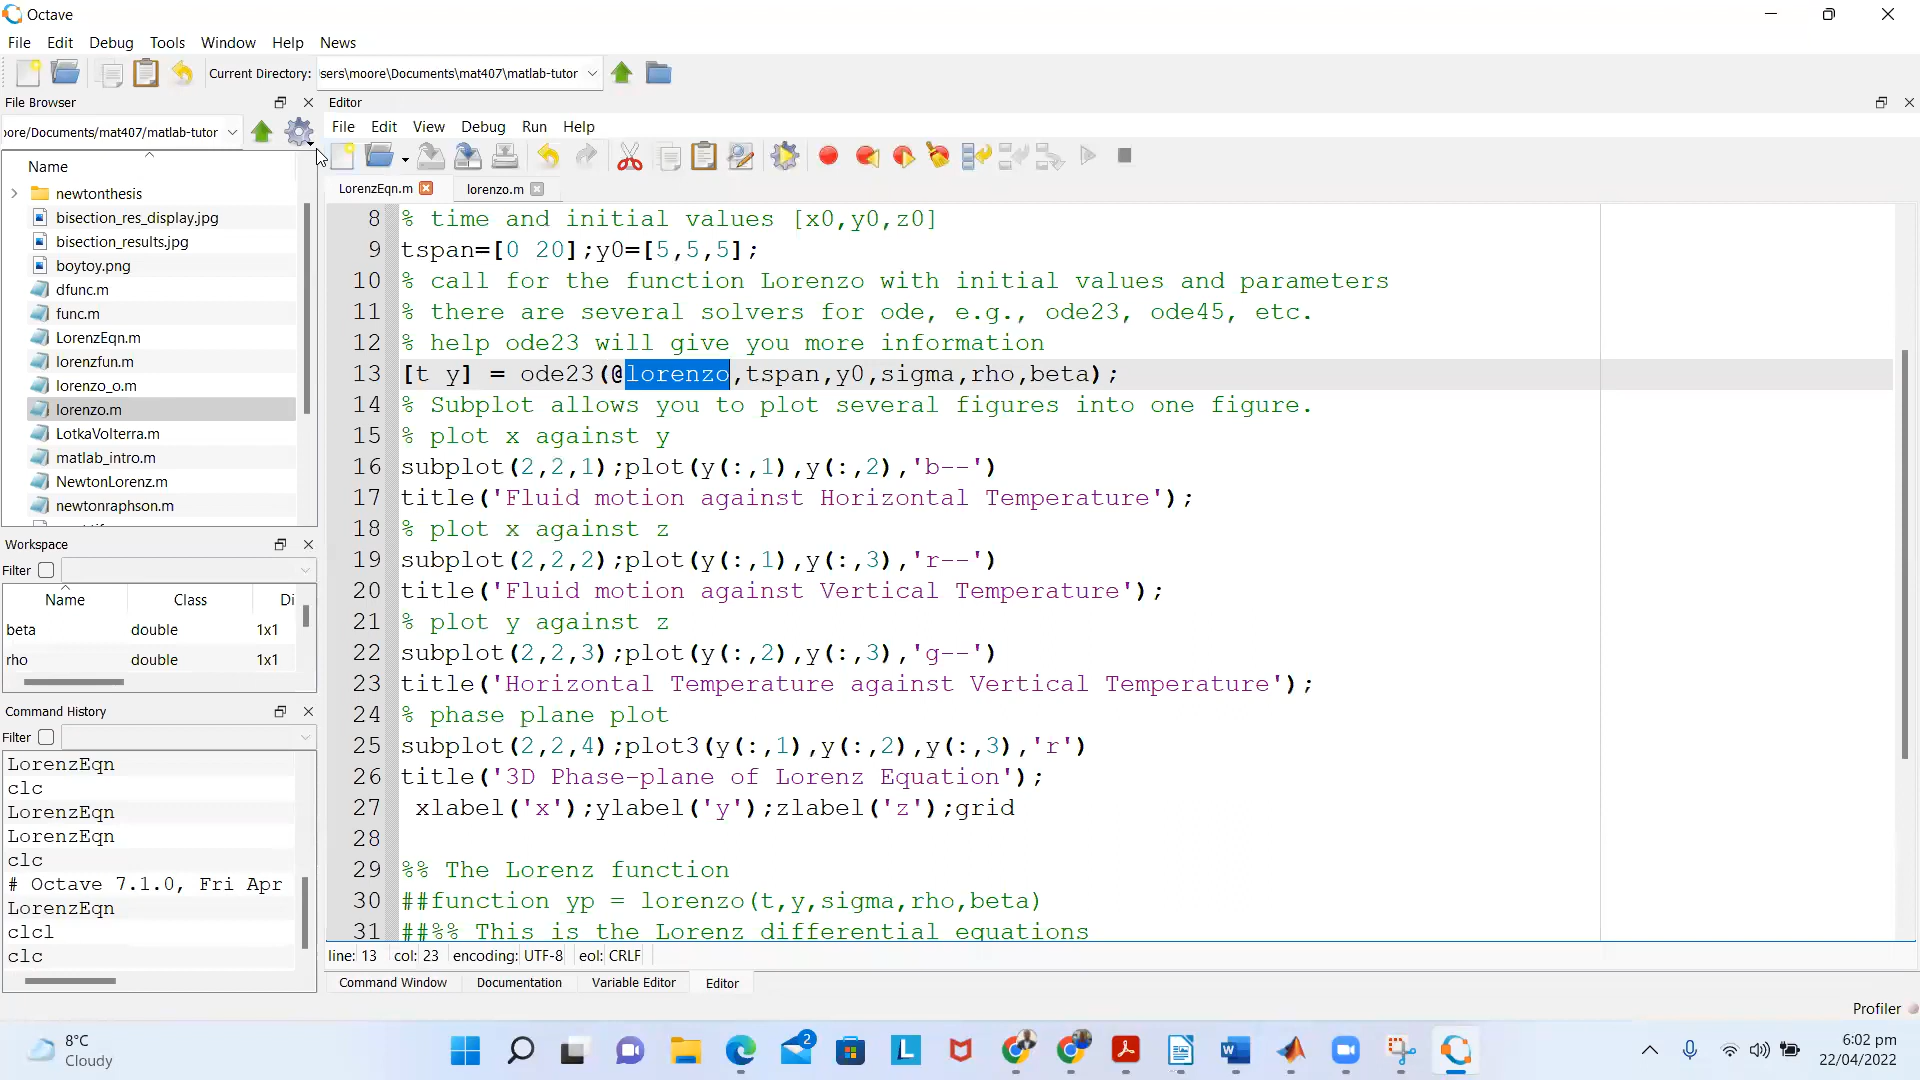 Octave
File Edit Debug Tools Window Help News
Current Directory: sers\moore\Documents\mat407\matlab-tutor
File Browser
Editor
ore/Documents/mat407/matlab-tutor
File Edit View Debug Run Help
Name
newtonthesis
bisection_res_display.jpg
bisection_results.jpg
boytoy.png
dfunc.m
func.m
LorenzEqn.m
lorenzfun.m
lorenzo_o.m
lorenzo.m
LotkaVolterra.m
matlab_intro.m
NewtonLorenz.m
newtonraphson.m
Workspace
Filter
Name Class Di
beta double 1x1
rho double 1x1
Command History
Filter
LorenzEqn
clc
LorenzEqn
LorenzEqn
clc
# Octave 7.1.0, Fri Apr
LorenzEqn
clcl
clc
LorenzEqn.m lorenzo.m
8 % time and initial values [x0,y0,z0]
9 tspan=[0 20];y0=[5,5,5];
10 % call for the function Lorenzo with initial values and parameters
11 % there are several solvers for ode, e.g., ode23, ode45, etc.
12 % help ode23 will give you more information
13 [t y] = ode23(@lorenzo,tspan,y0,sigma,rho,beta);
14 % Subplot allows you to plot several figures into one figure.
15 % plot x against y
16 subplot(2,2,1);plot(y(:,1),y(:,2),'b--')
17 title('Fluid motion against Horizontal Temperature');
18 % plot x against z
19 subplot(2,2,2);plot(y(:,1),y(:,3),'r--')
20 title('Fluid motion against Vertical Temperature');
21 % plot y against z
22 subplot(2,2,3);plot(y(:,2),y(:,3),'g--')
23 title('Horizontal Temperature against Vertical Temperature');
24 % phase plane plot
25 subplot(2,2,4);plot3(y(:,1),y(:,2),y(:,3),'r')
26 title('3D Phase-plane of Lorenz Equation');
27 xlabel('x');ylabel('y');zlabel('z');grid
28
29 %% The Lorenz function
30 ##function yp = lorenzo(t,y,sigma,rho,beta)
31 ##%% This is the Lorenz differential equations
line: 13 col: 23 encoding: UTF-8 eol: CRLF
Command Window Documentation Variable Editor Editor
Profiler
8°C
Cloudy
2
L
W
6:02 pm
22/04/2022